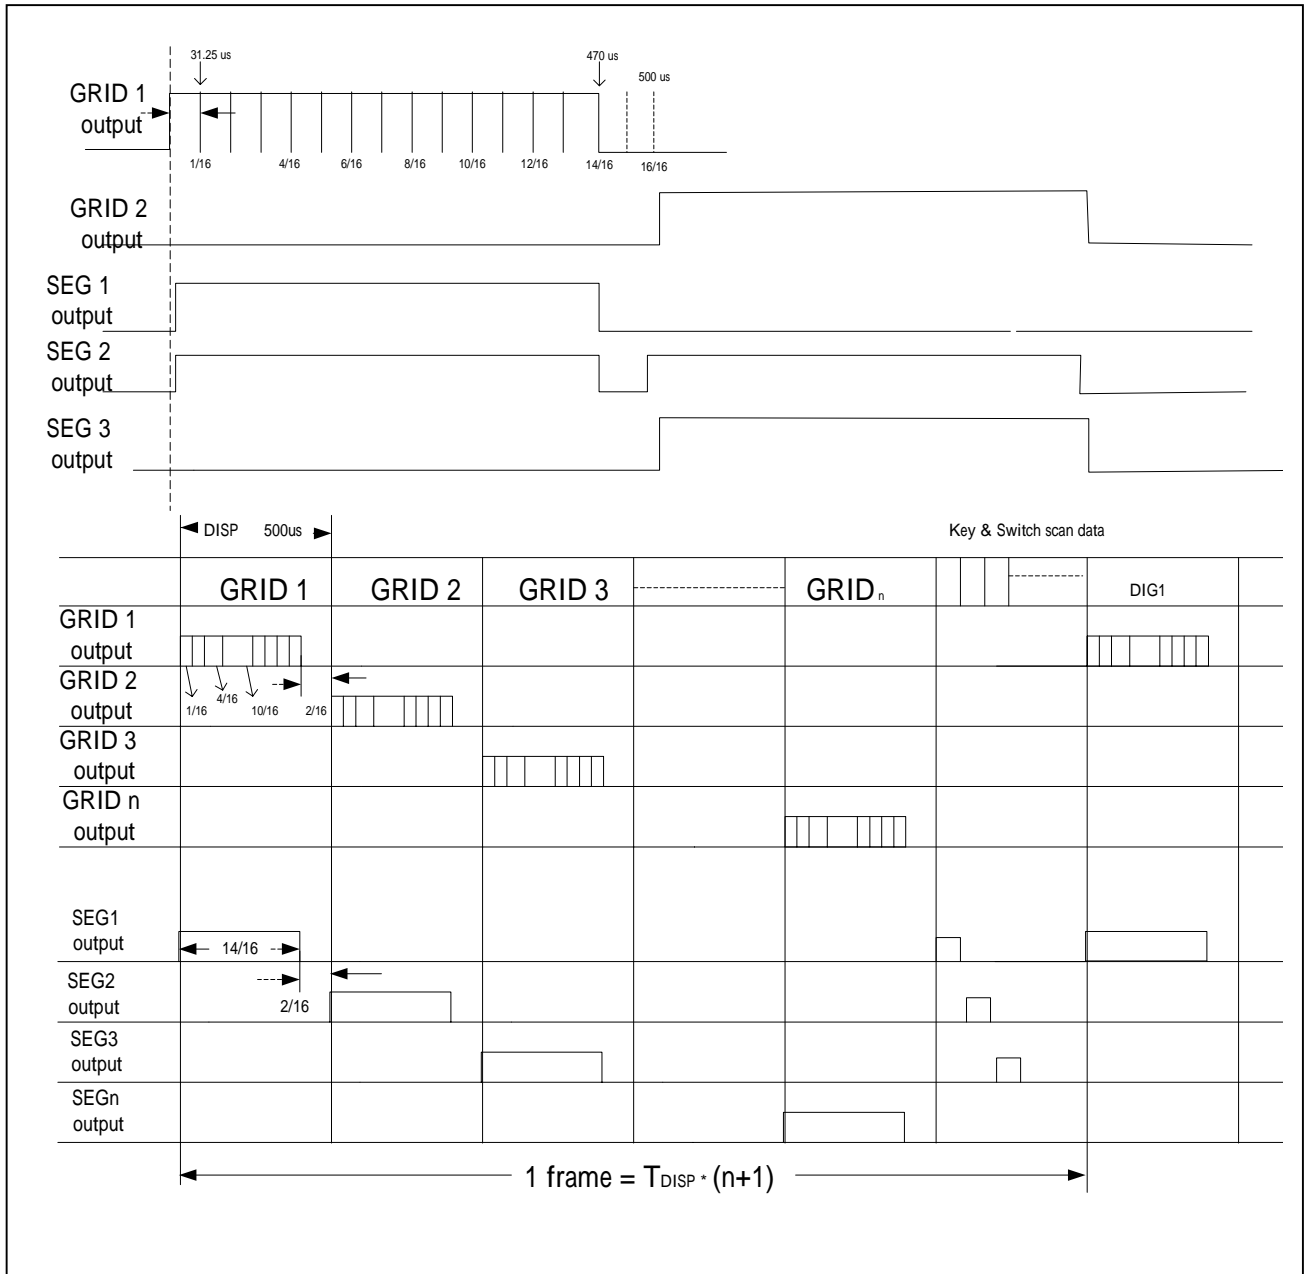 31.25 us
470 us
500 us
GRID 1
output
1/16 4/16 6/16 8/16 10/16 12/16 14/16 16/16
GRID 2
output
SEG 1
output
SEG 2
output
SEG 3
output
DISP 500us
Key & Switch scan data
GRID 1 GRID 2 GRID 3 GRID n DIG1
GRID 1
output
GRID 2
output
1/16 4/16 10/16 2/16
GRID 3
output
GRID n
output
SEG1
output
14/16
SEG2
output
2/16
SEG3
output
SEGn
output
1 frame = TDISP * (n+1)